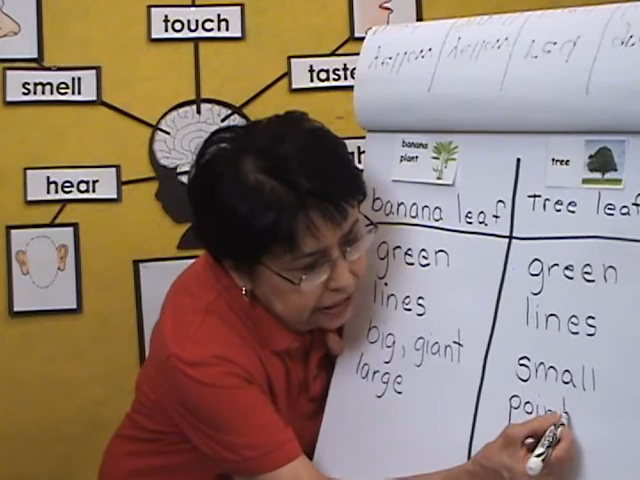 touch
smell
taste
hear
banana
plant
tree
banana leaf
Tree leaf
green
lines
big, giant
large
green
lines
small
point